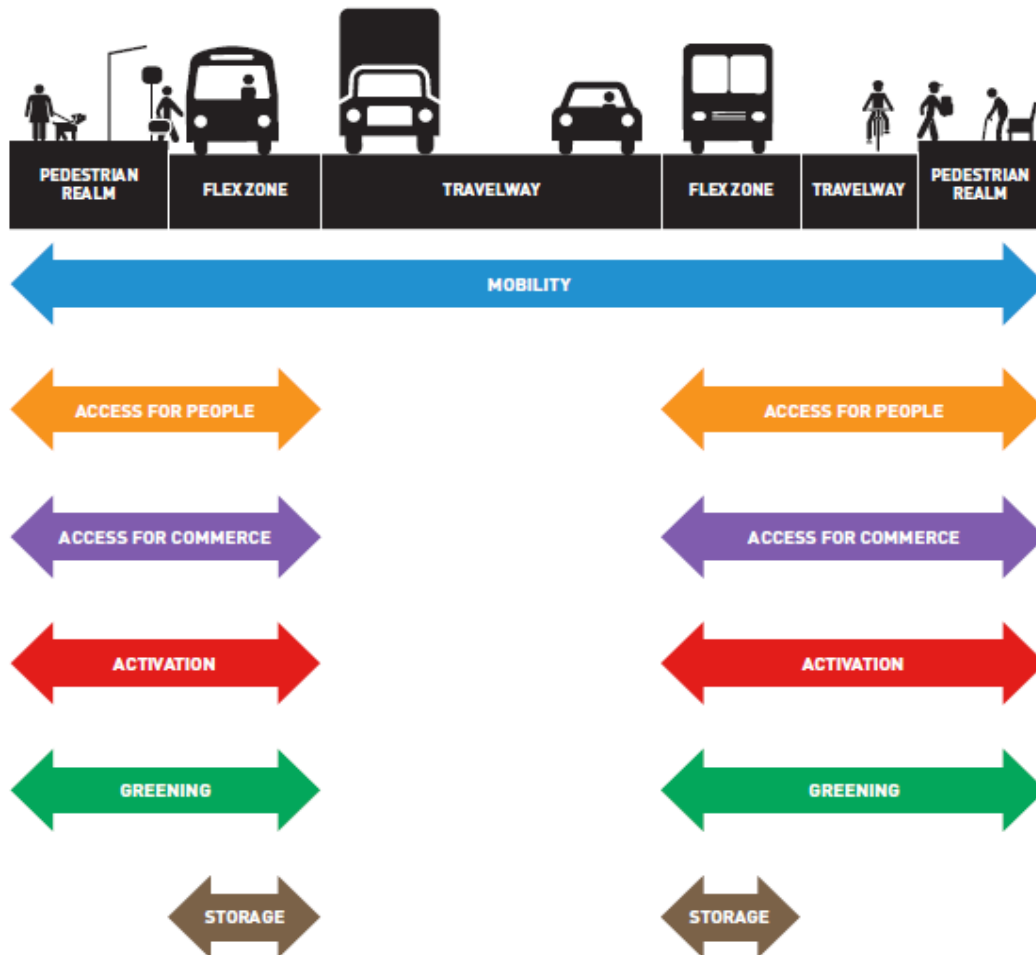 PEDESTRIAN
REALM
FLEX ZONE
TRAVELWAY
FLEX ZONE
TRAVELWAY
PEDESTRIAN
REALM
MOBILITY
ACCESS FOR PEOPLE
ACCESS FOR PEOPLE
ACCESS FOR COMMERCE
ACCESS FOR COMMERCE
ACTIVATION
ACTIVATION
GREENING
GREENING
STORAGE
STORAGE